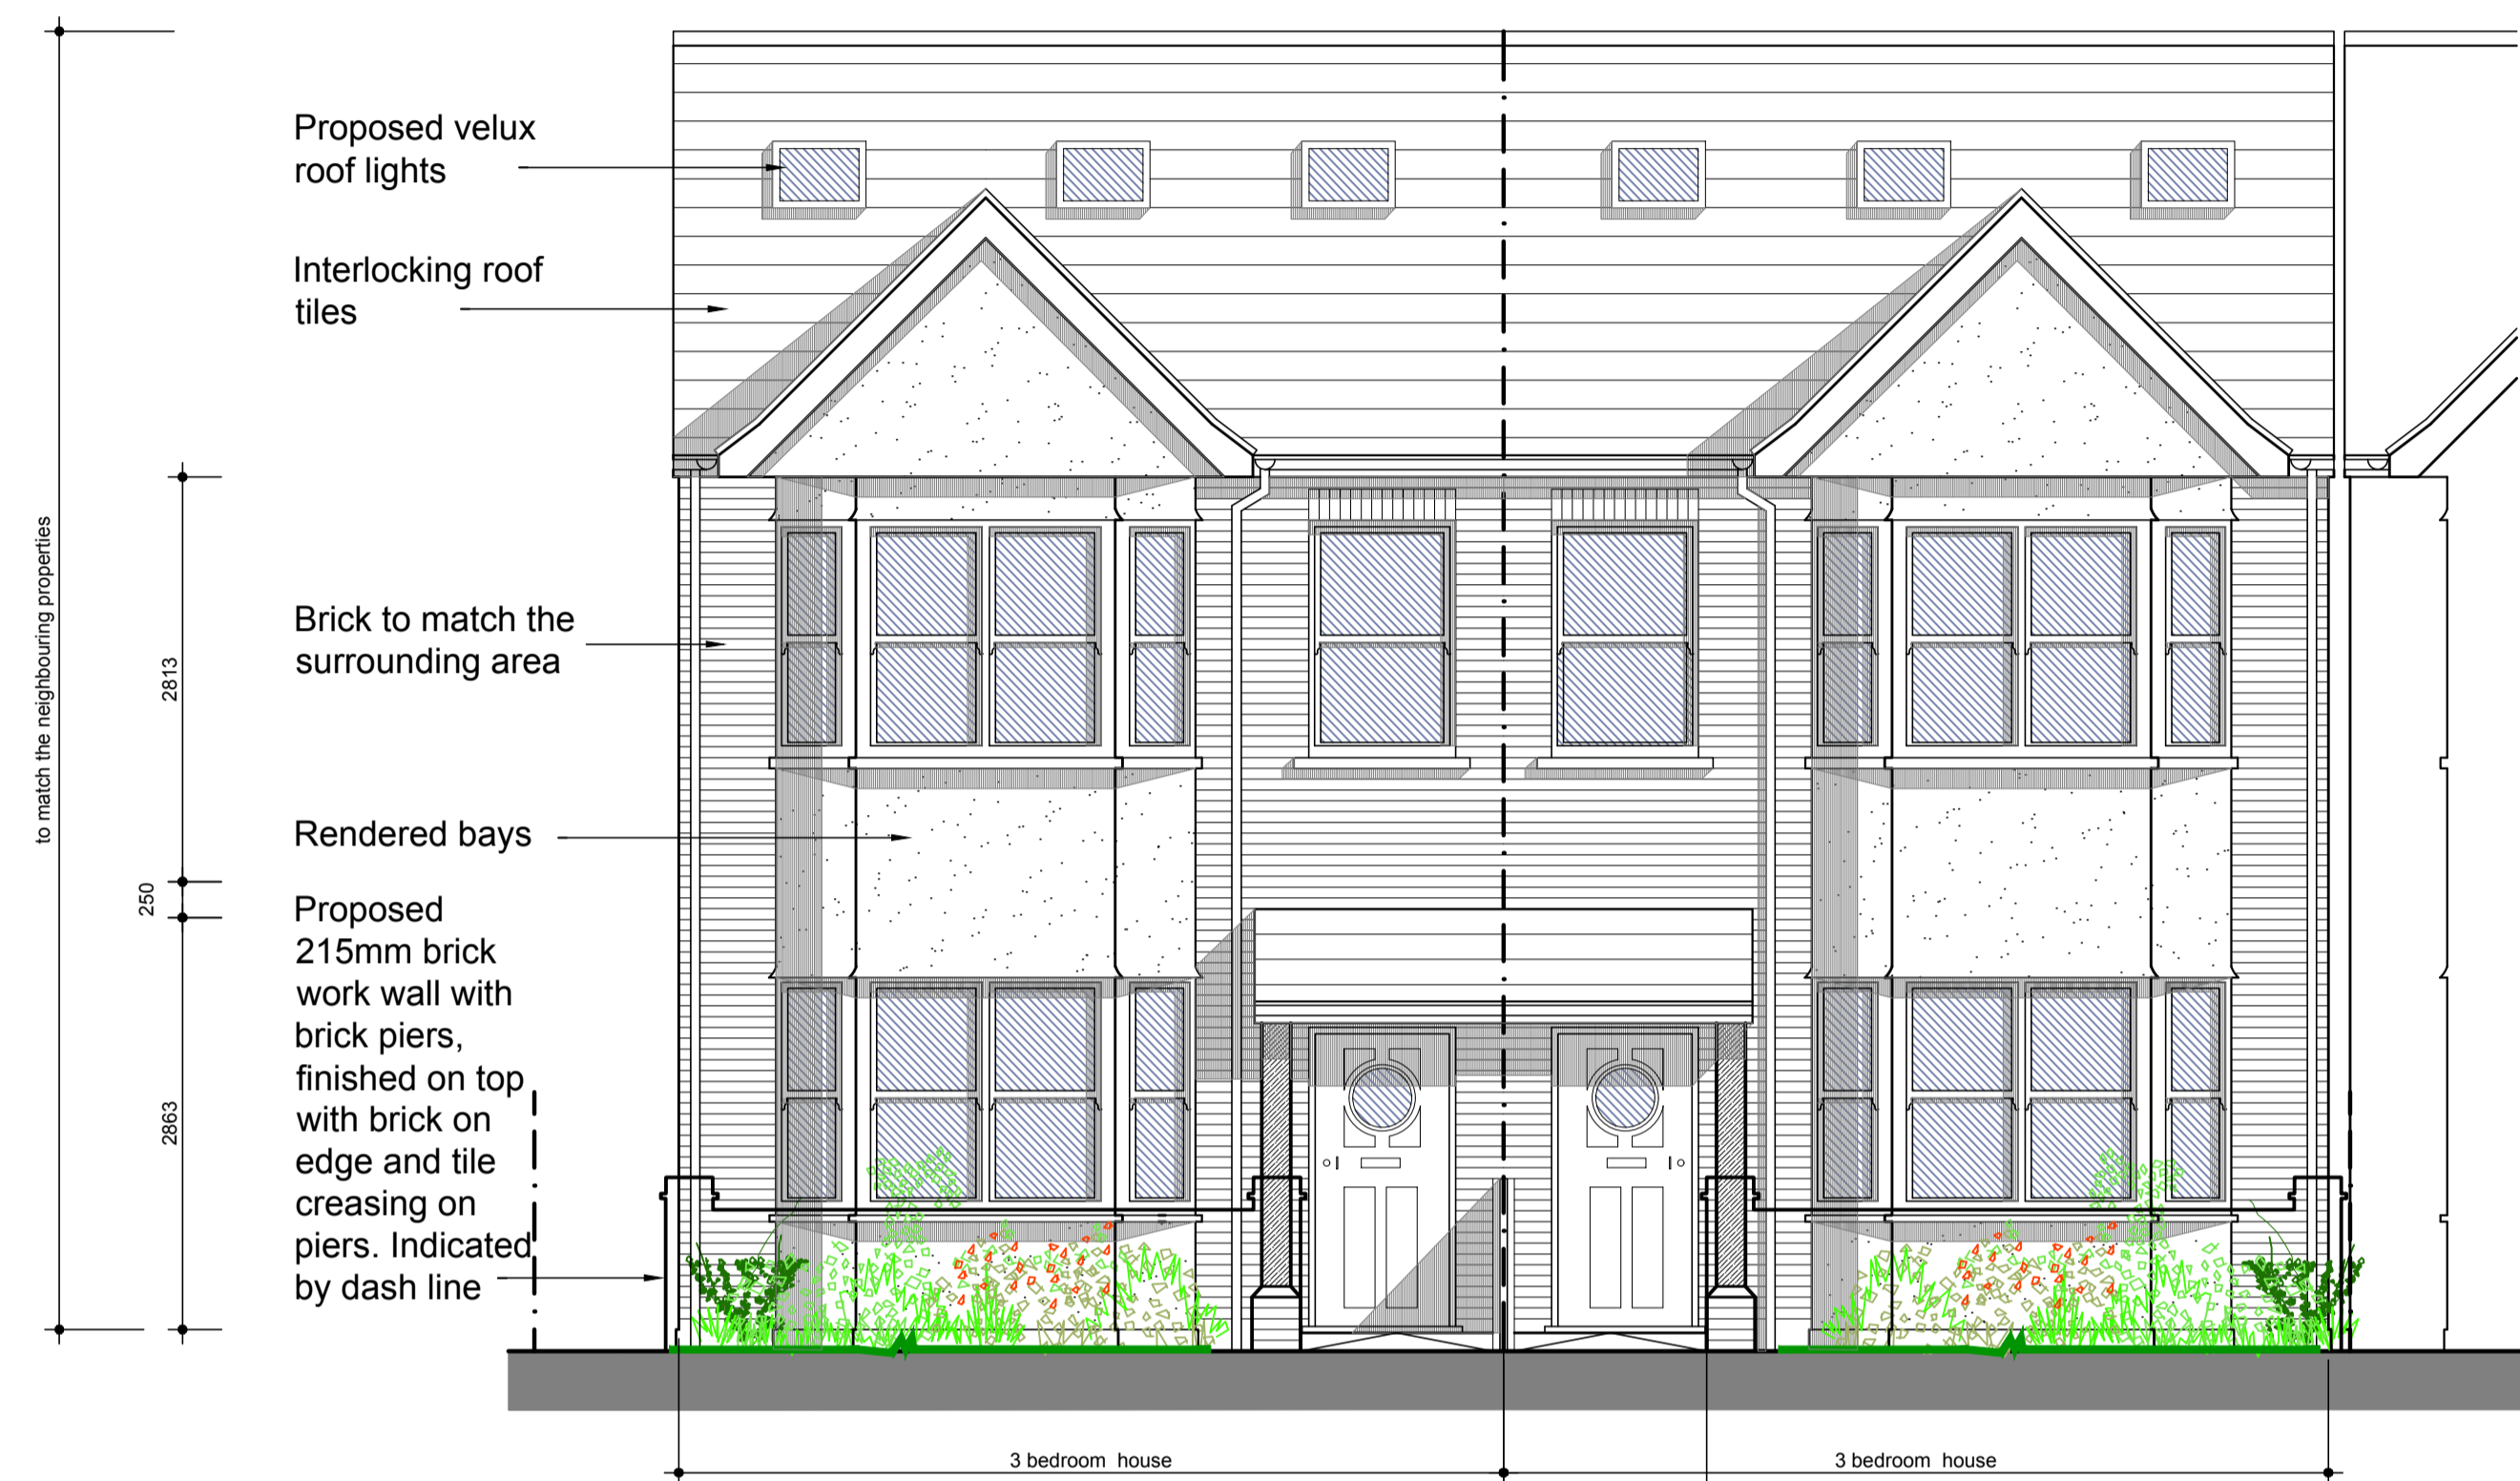 Proposed velux
roof lights
Interlocking roof
tiles
Brick to match the
surrounding area
Rendered bays
Proposed
215mm brick
work wall with
brick piers,
finished on top
with brick on
edge and tile
creasing on
piers. Indicated
by dash line
to match the neighbouring properties
2813
250
2863
3 bedroom house
3 bedroom house